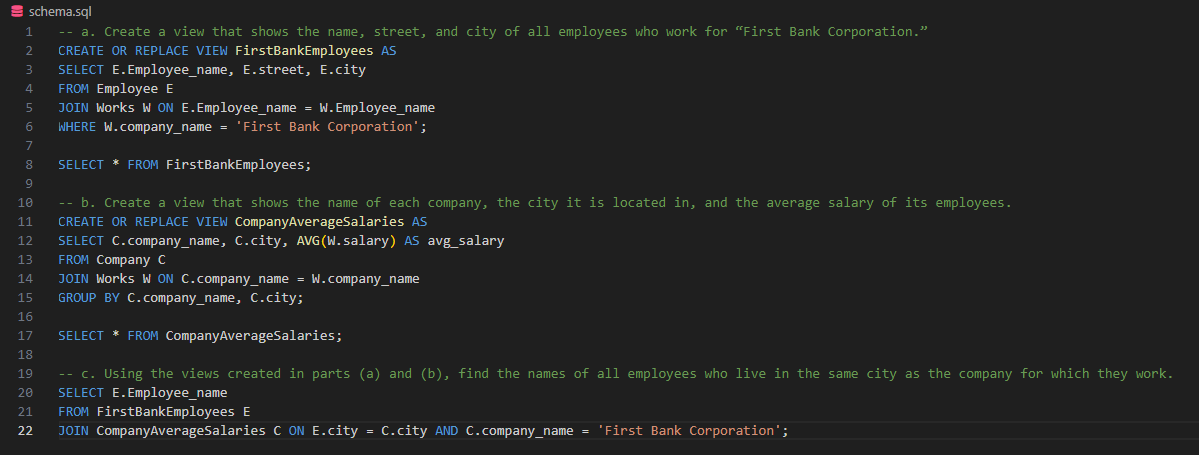 schema.sql
1 -- a. Create a view that shows the name, street, and city of all employees who work for “First Bank Corporation.”
2 CREATE OR REPLACE VIEW FirstBankEmployees AS
3 SELECT E.Employee_name, E.street, E.city
4 FROM Employee E
5 JOIN Works W ON E.Employee_name = W.Employee_name
6 WHERE W.company_name = 'First Bank Corporation';
7
8 SELECT * FROM FirstBankEmployees;
9
10 -- b. Create a view that shows the name of each company, the city it is located in, and the average salary of its employees.
11 CREATE OR REPLACE VIEW CompanyAverageSalaries AS
12 SELECT C.company_name, C.city, AVG(W.salary) AS avg_salary
13 FROM Company C
14 JOIN Works W ON C.company_name = W.company_name
15 GROUP BY C.company_name, C.city;
16
17 SELECT * FROM CompanyAverageSalaries;
18
19 -- c. Using the views created in parts (a) and (b), find the names of all employees who live in the same city as the company for which they work.
20 SELECT E.Employee_name
21 FROM FirstBankEmployees E
22 JOIN CompanyAverageSalaries C ON E.city = C.city AND C.company_name = 'First Bank Corporation';